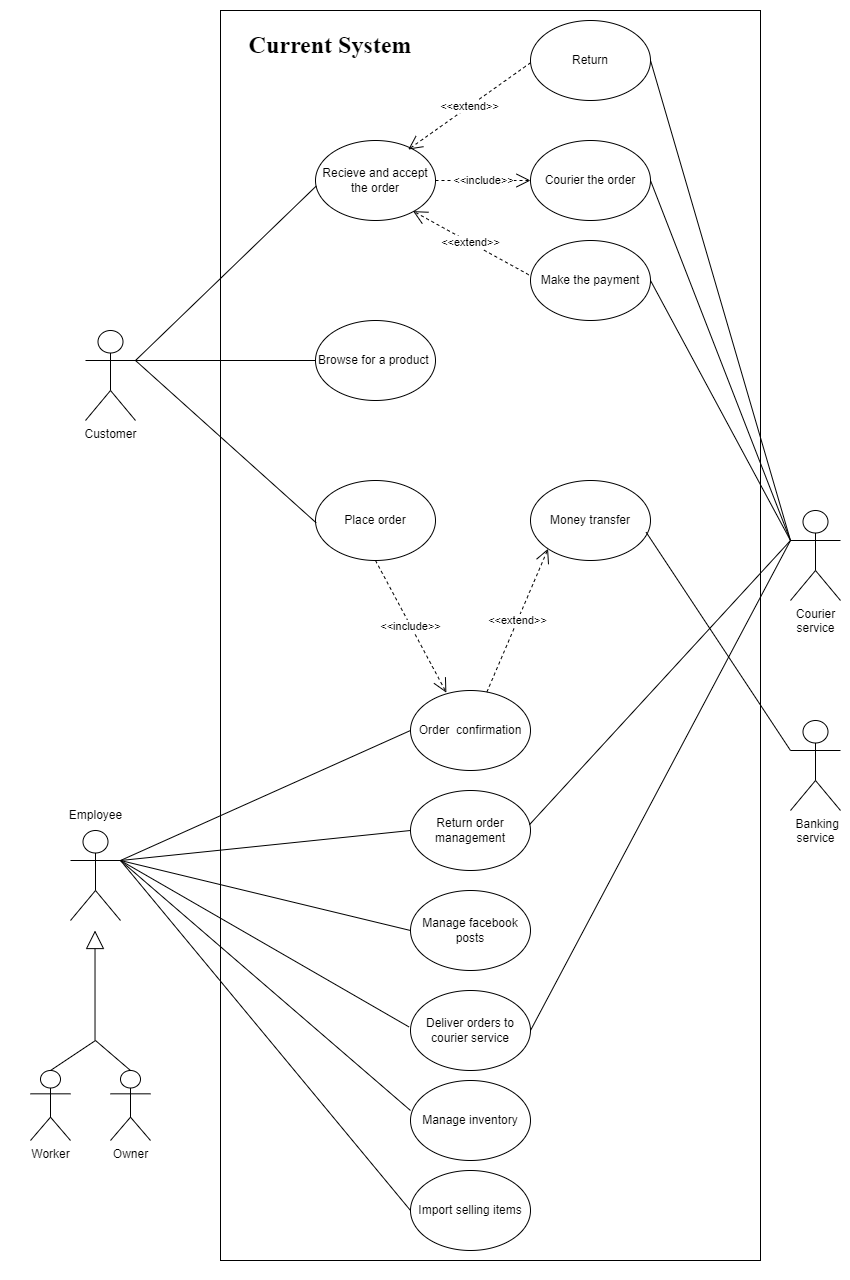 Current System
Return
<<extend>>
Recieve and accept
the order
<<include>>
Courier the order
<<extend>>
Make the payment
Browse for a product
Customer
Place order
Money transfer
Courier
service
<<include>>
<<extend>>
Order  confirmation
Banking
service
Employee
Return order
management
Manage facebook
posts
Deliver orders to
courier service
Manage inventory
Worker
Owner
Import selling items